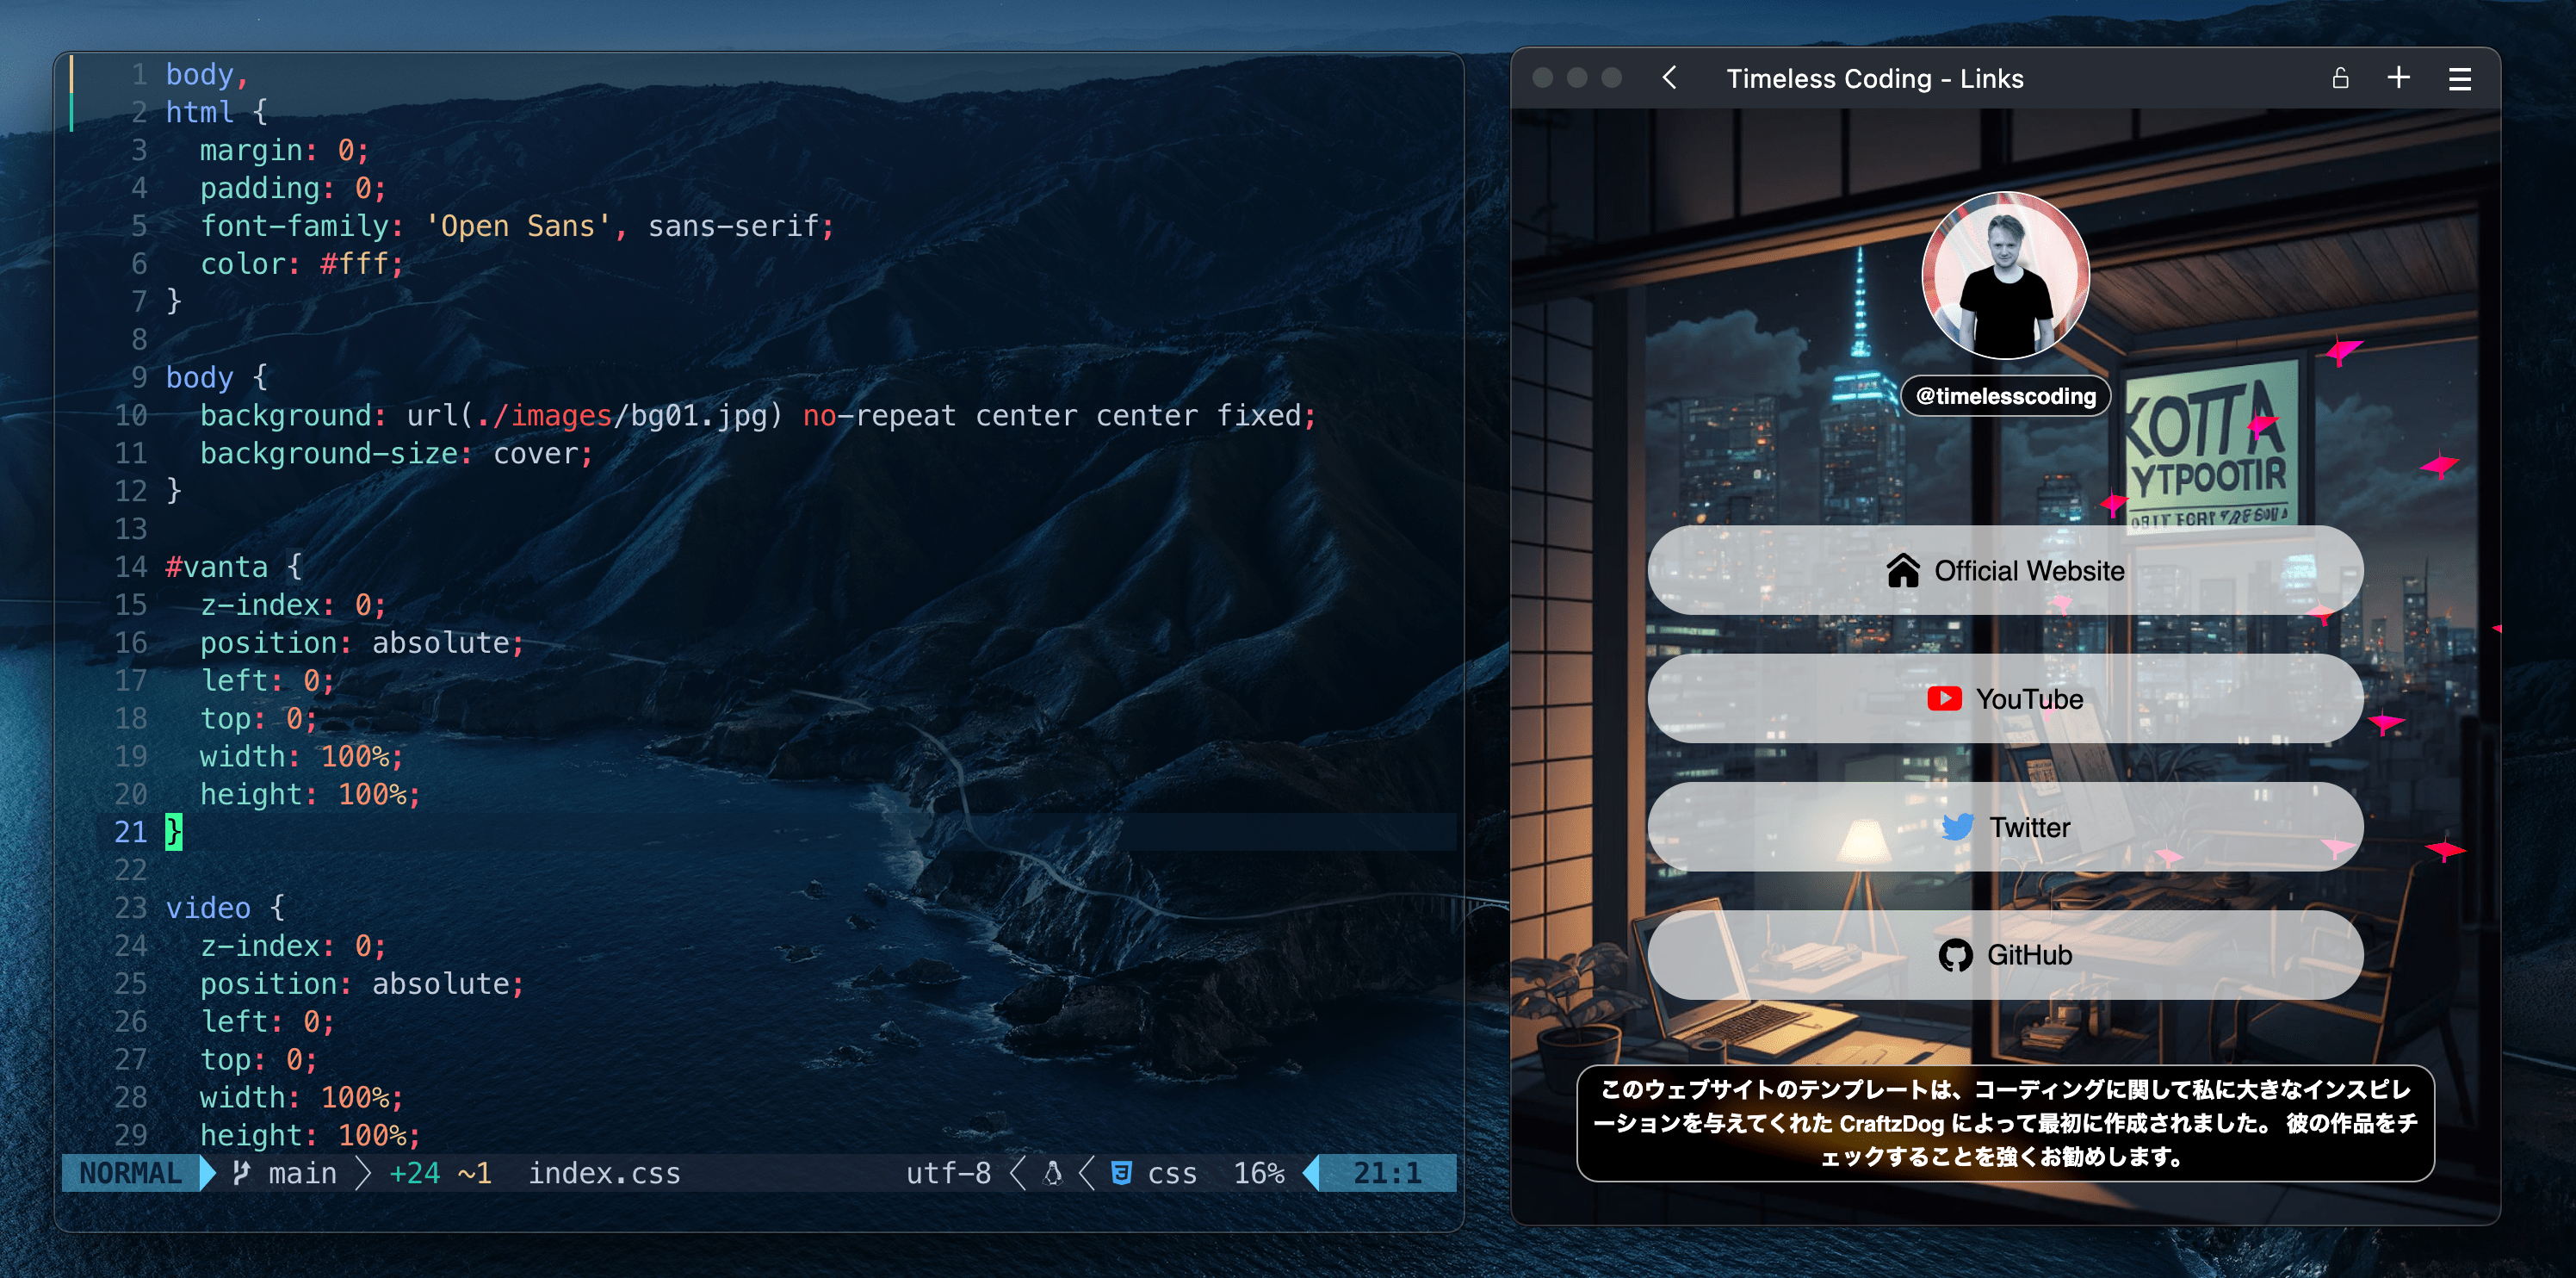 1 body,
2 html {
3 margin: 0;
4 padding: 0;
5 font-family: 'Open Sans', sans-serif;
6 color: #fff;
7 }
8
9 body {
10 background: url(./images/bg01.jpg) no-repeat center center fixed;
11 background-size: cover;
12 }
13
14 #vanta {
15 z-index: 0;
16 position: absolute;
17 left: 0;
18 top: 0;
19 width: 100%;
20 height: 100%;
21 }
22
23 video {
24 z-index: 0;
25 position: absolute;
26 left: 0;
27 top: 0;
28 width: 100%;
29 height: 100%;
NORMAL main +24 ~1 index.css utf-8 css 16% 21:1
Timeless Coding - Links
@timelesscoding
KOTTA
YTPOOTIR
Official Website
YouTube
Twitter
GitHub
このウェブサイトのテンプレートは、コーディングに関して私に大きなインスピレ
ーションを与えてくれた CraftzDog によって最初に作成されました。 彼の作品をチ
ェックすることを強くお勧めします。